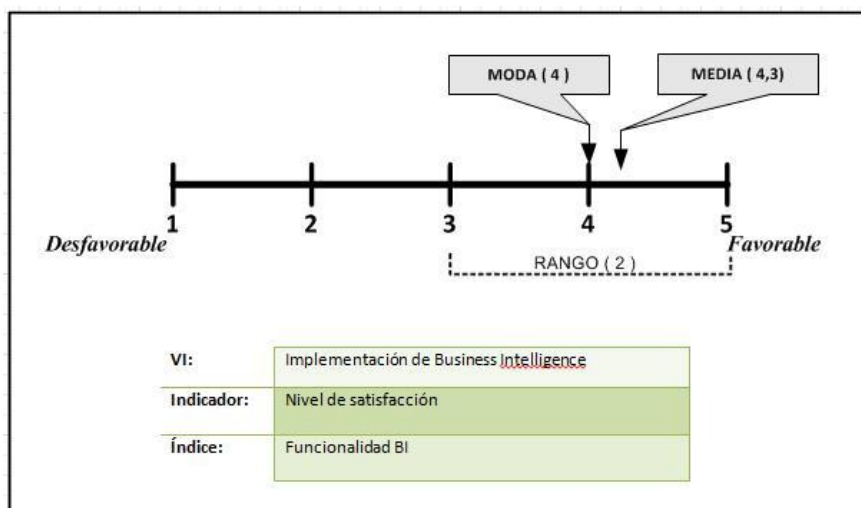 MODA ( 4 )
MEDIA ( 4,3)
1 2 3 4 5
Desfavorable Favorable
RANGO ( 2 )
VI: Implementación de Business Intelligence
Indicador: Nivel de satisfacción
Índice: Funcionalidad BI